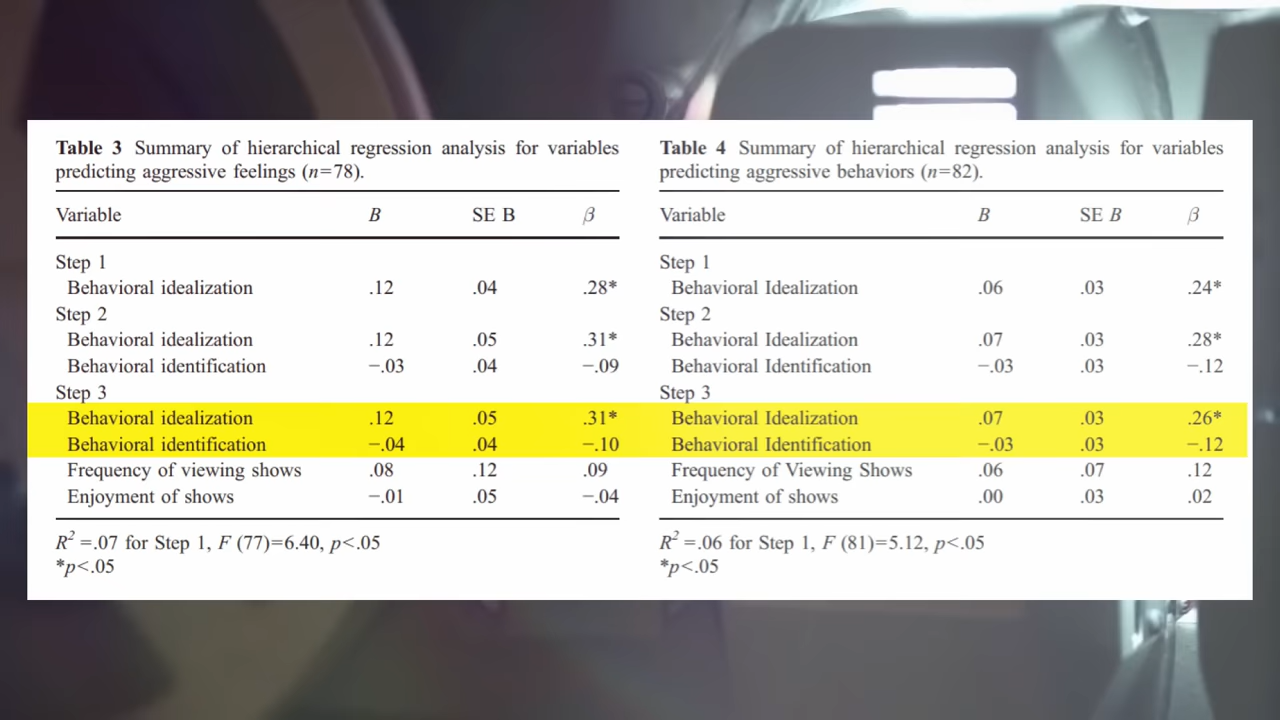 Table 3 Summary of hierarchical regression analysis for variables
predicting aggressive feelings (n=78).
Variable B SE B β
Step 1
Behavioral idealization .12 .04 .28*
Step 2
Behavioral idealization .12 .05 .31*
Behavioral identification −.03 .04 −.09
Step 3
Behavioral idealization .12 .05 .31*
Behavioral identification −.04 .04 −.10
Frequency of viewing shows .08 .12 .09
Enjoyment of shows −.01 .05 −.04
R² =.07 for Step 1, F (77)=6.40, p<.05
*p<.05
Table 4 Summary of hierarchical regression analysis for variables
predicting aggressive behaviors (n=82).
Variable B SE B β
Step 1
Behavioral Idealization .06 .03 .24*
Step 2
Behavioral Idealization .07 .03 .28*
Behavioral Identification −.03 .03 −.12
Step 3
Behavioral Idealization .07 .03 .26*
Behavioral Identification −.03 .03 −.12
Frequency of Viewing Shows .06 .07 .12
Enjoyment of shows .00 .03 .02
R² =.06 for Step 1, F (81)=5.12, p<.05
*p<.05